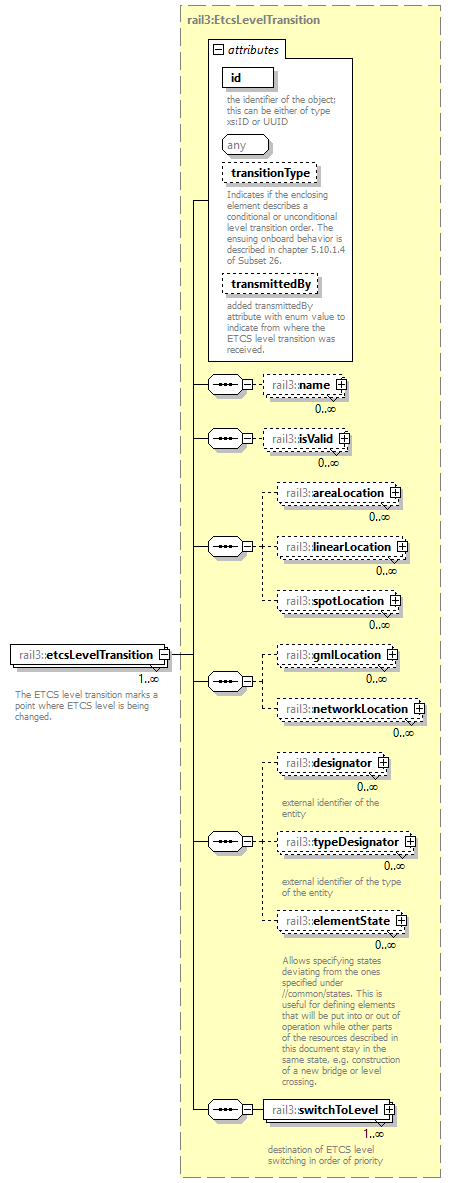 rail3:EtcsLevelTransition
attributes
id
the identifier of the object;
this can be either of type
xs:ID or UUID
any
transitionType
Indicates if the enclosing
element describes a
conditional or unconditional
level transition order. The
ensuing onboard behavior is
described in chapter 5.10.1.4
of Subset 26.
transmittedBy
added transmittedBy
attribute with enum value to
indicate from where the
ETCS level transition was
received.
rail3::name
0..∞
rail3::isValid
0..∞
rail3::areaLocation
0..∞
rail3::linearLocation
0..∞
rail3::spotLocation
0..∞
rail3::etcsLevelTransition
1..∞
The ETCS level transition marks a
point where ETCS level is being
changed.
rail3::gmlLocation
0..∞
rail3::networkLocation
0..∞
rail3::designator
0..∞
external identifier of the
entity
rail3::typeDesignator
0..∞
external identifier of the type
of the entity
rail3::elementState
0..∞
Allows specifying states
deviating from the ones
specified under
//common/states. This is
useful for defining elements
that will be put into or out of
operation while other parts
of the resources described in
this document stay in the
same state, e.g. construction
of a new bridge or level
crossing.
rail3::switchToLevel
1..∞
destination of ETCS level
switching in order of priority